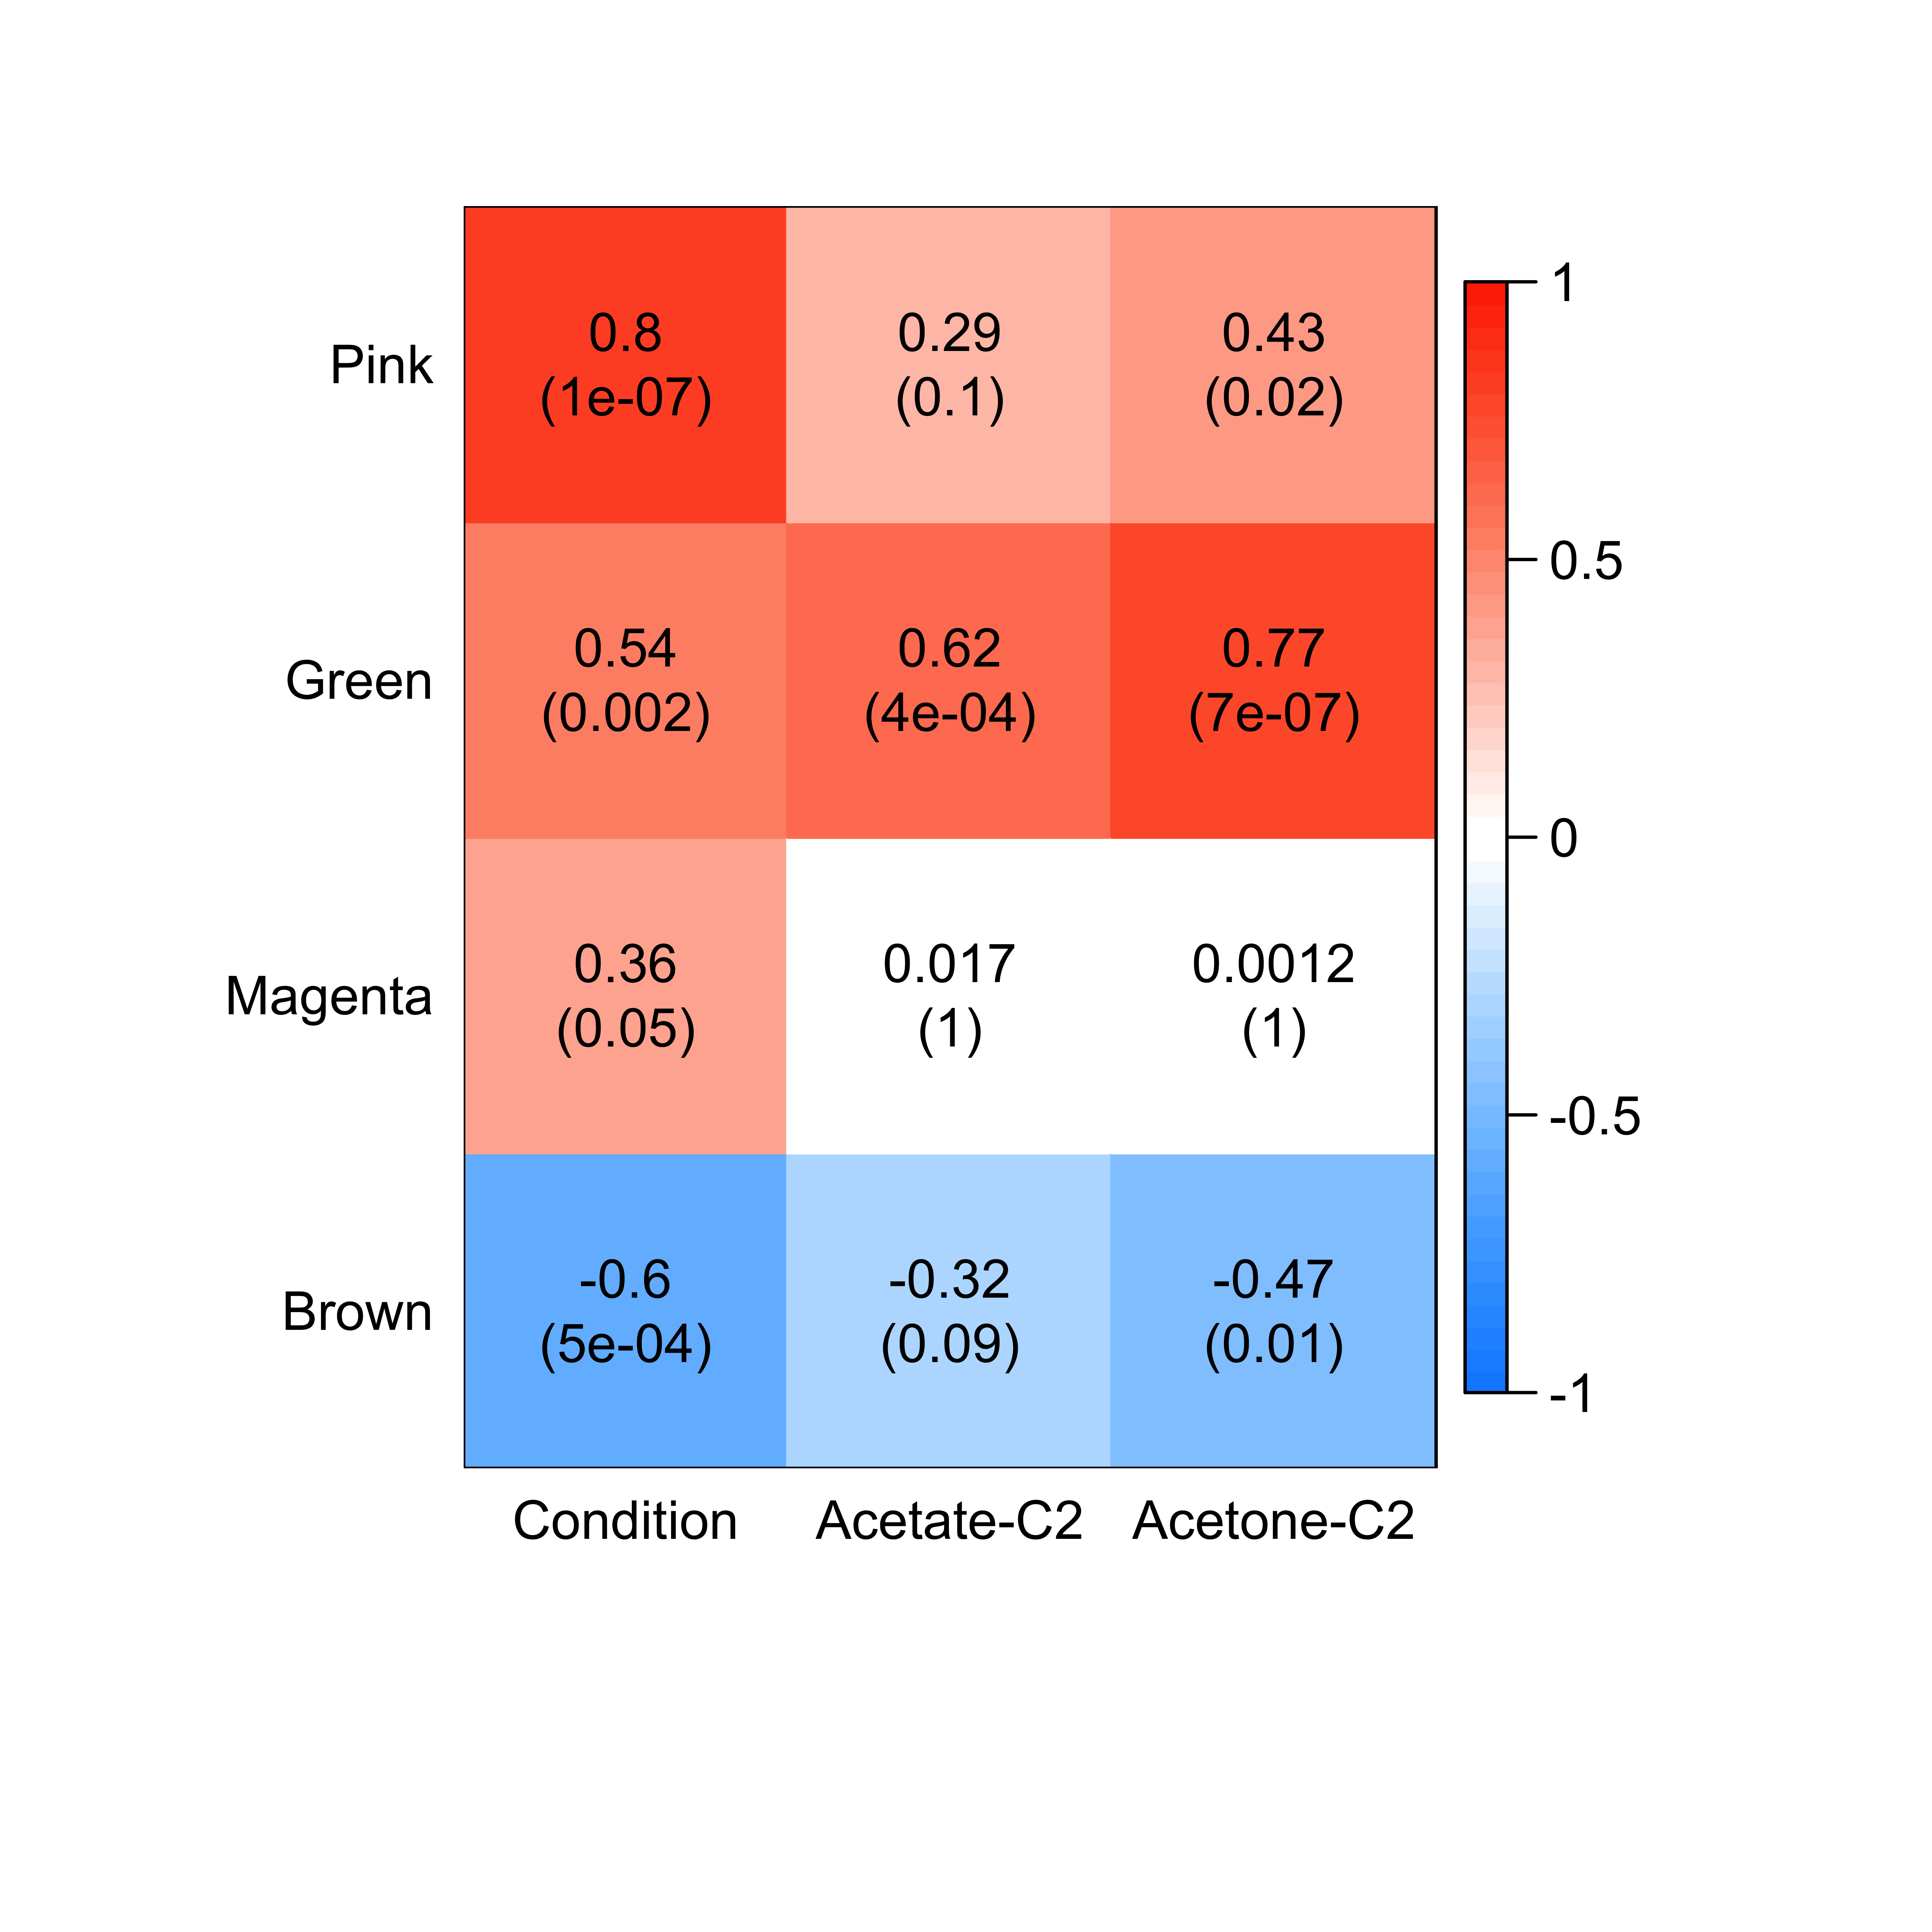 Pink
0.8
(1e-07)
0.29
(0.1)
0.43
(0.02)
Green
0.54
(0.002)
0.62
(4e-04)
0.77
(7e-07)
Magenta
0.36
(0.05)
0.017
(1)
0.0012
(1)
Brown
-0.6
(5e-04)
-0.32
(0.09)
-0.47
(0.01)
Condition
Acetate-C2
Acetone-C2
1
0.5
0
-0.5
-1